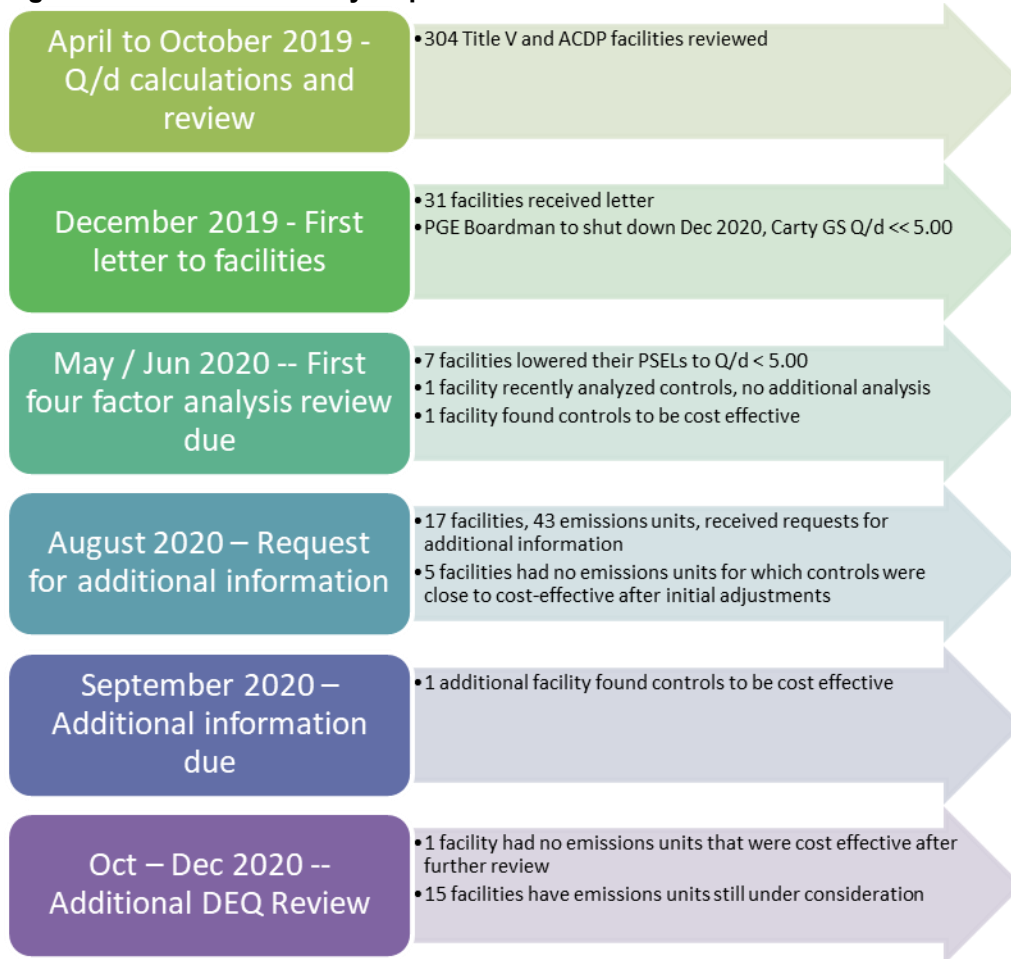 April to October 2019 -
Q/d calculations and
review
•304 Title V and ACDP facilities reviewed
December 2019 - First
letter to facilities
•31 facilities received letter
•PGE Boardman to shut down Dec 2020, Carty GS Q/d << 5.00
May / Jun 2020 -- First
four factor analysis review
due
•7 facilities lowered their PSELs to Q/d < 5.00
•1 facility recently analyzed controls, no additional analysis
•1 facility found controls to be cost effective
August 2020 – Request
for additional information
•17 facilities, 43 emissions units, received requests for
additional information
•5 facilities had no emissions units for which controls were
close to cost-effective after initial adjustments
September 2020 –
Additional information
due
•1 additional facility found controls to be cost effective
Oct – Dec 2020 --
Additional DEQ Review
•1 facility had no emissions units that were cost effective after
further review
•15 facilities have emissions units still under consideration